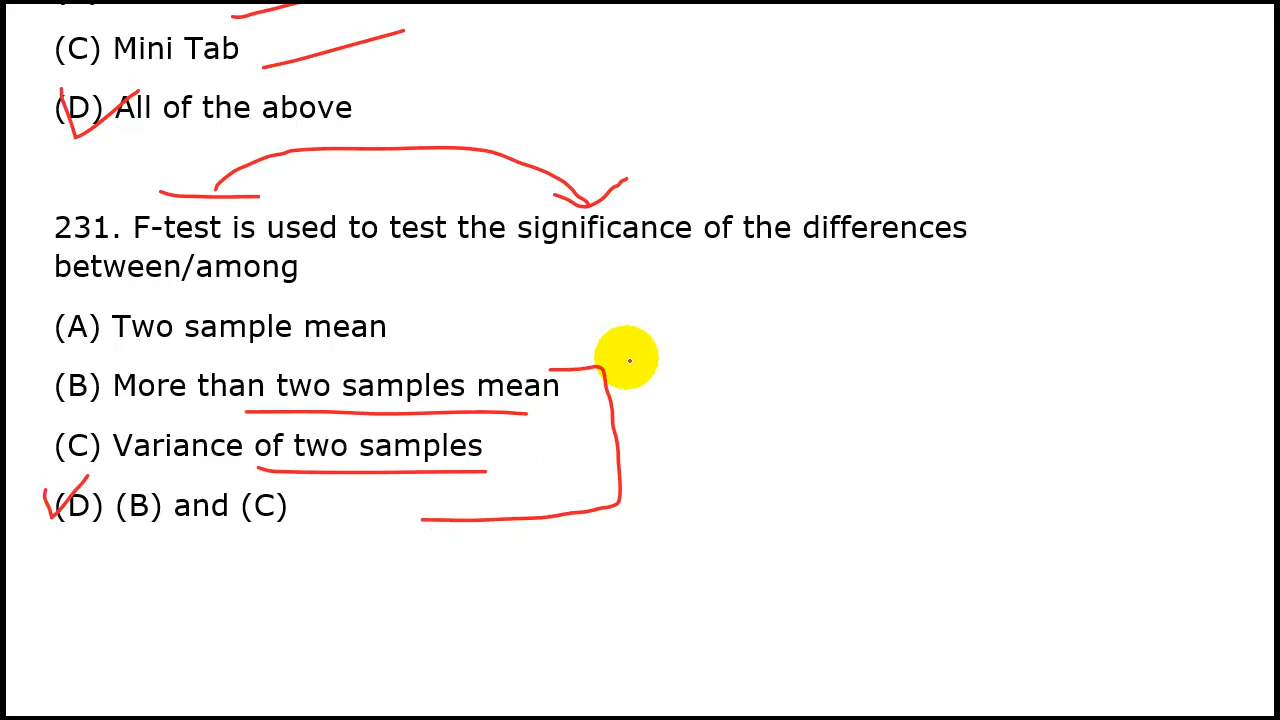 (C) Mini Tab
(D) All of the above
231. F-test is used to test the significance of the differences
between/among
(A) Two sample mean
(B) More than two samples mean
(C) Variance of two samples
(D) (B) and (C)